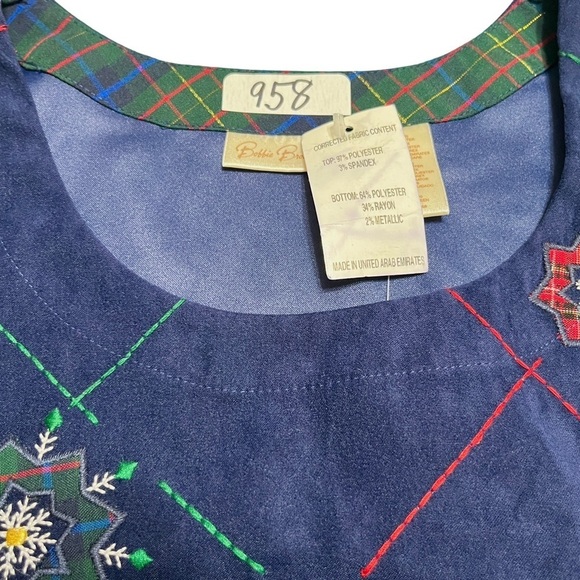 958
Bobbie
CORRECTED FABRIC CONTENT
TOP: 97% POLYESTER
3% SPANDEX
BOTTOM: 64% POLYESTER
34% RAYON
2% METALLIC
MADE IN UNITED ARAB EMIRATES